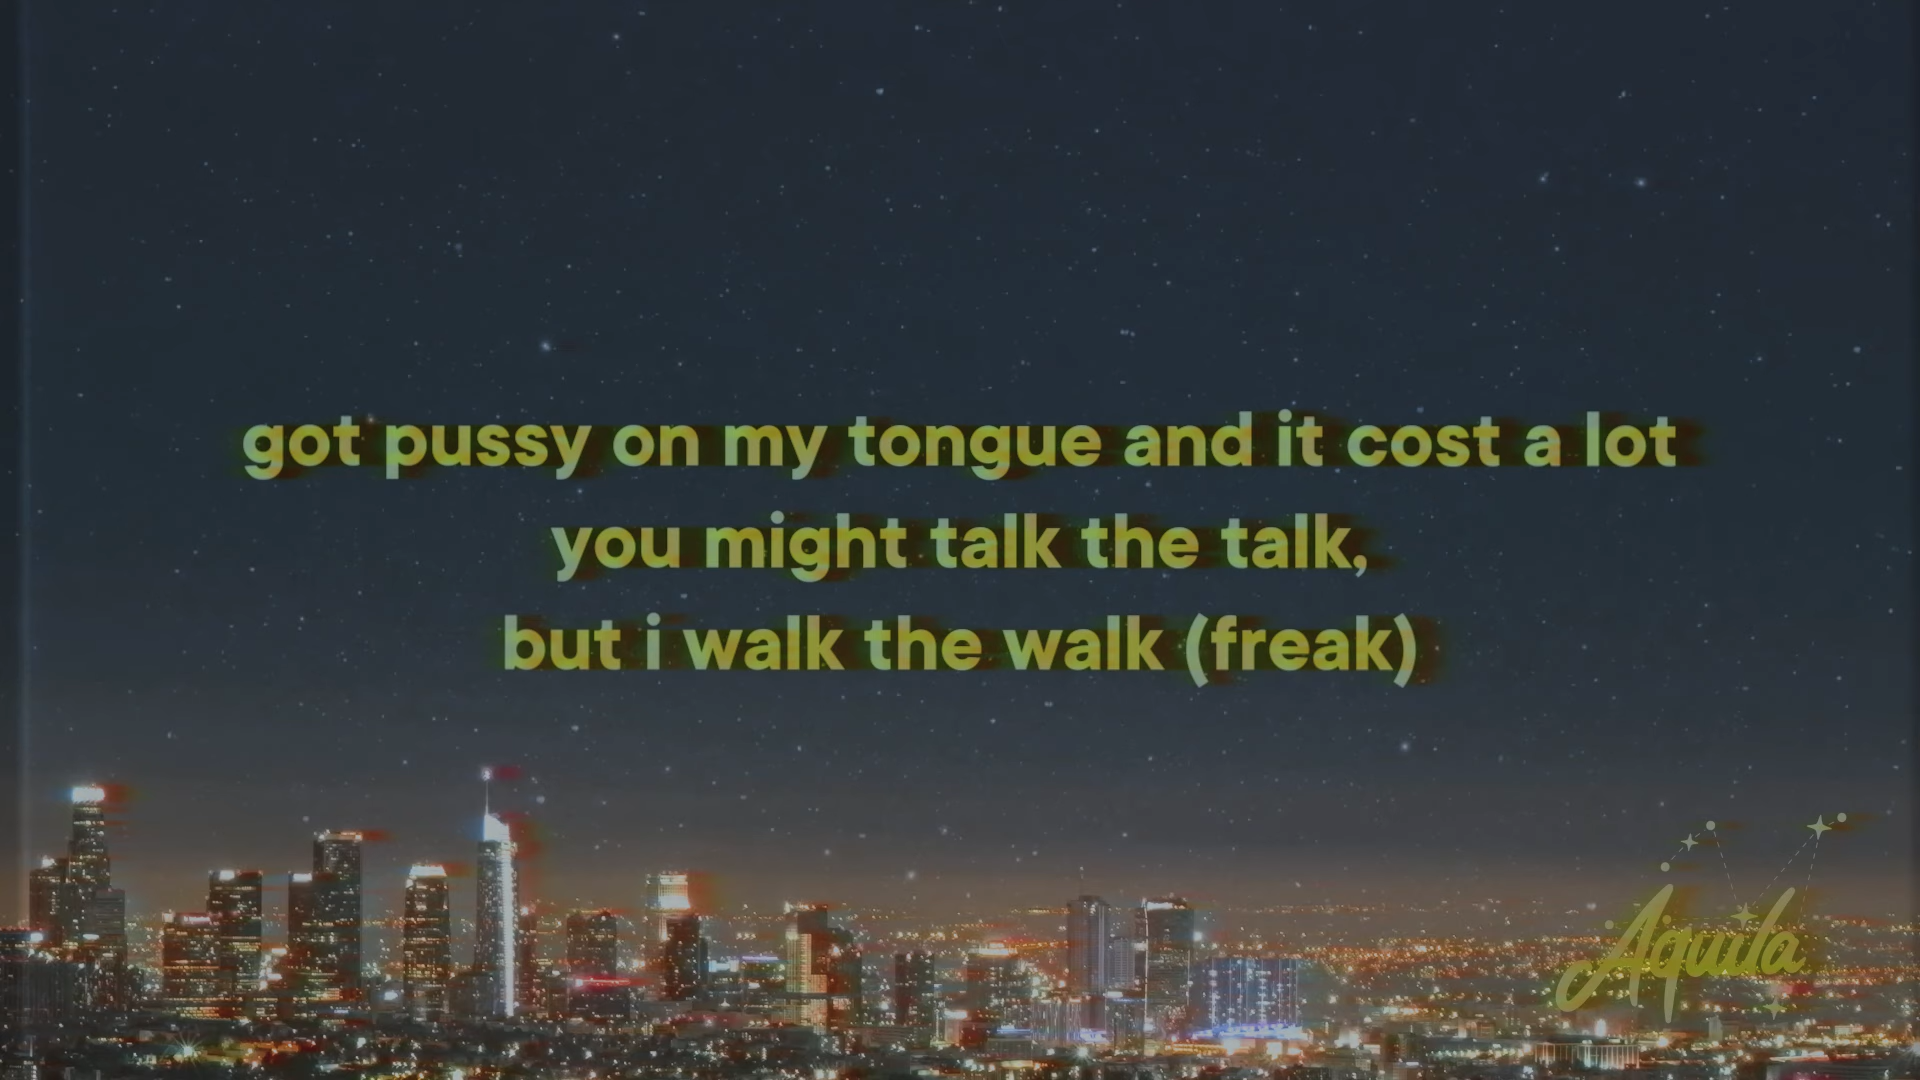 got pussy on my tongue and it cost a lot
you might talk the talk,
but i walk the walk (freak)
Aquila